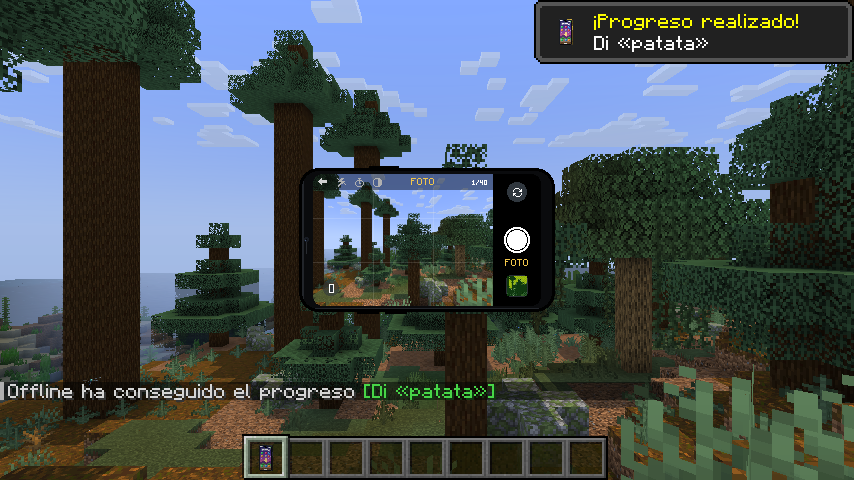 ¡Progreso realizado!
Di «patata»
FOTO
1/40
FOTO
Offline ha conseguido el progreso [Di «patata»]